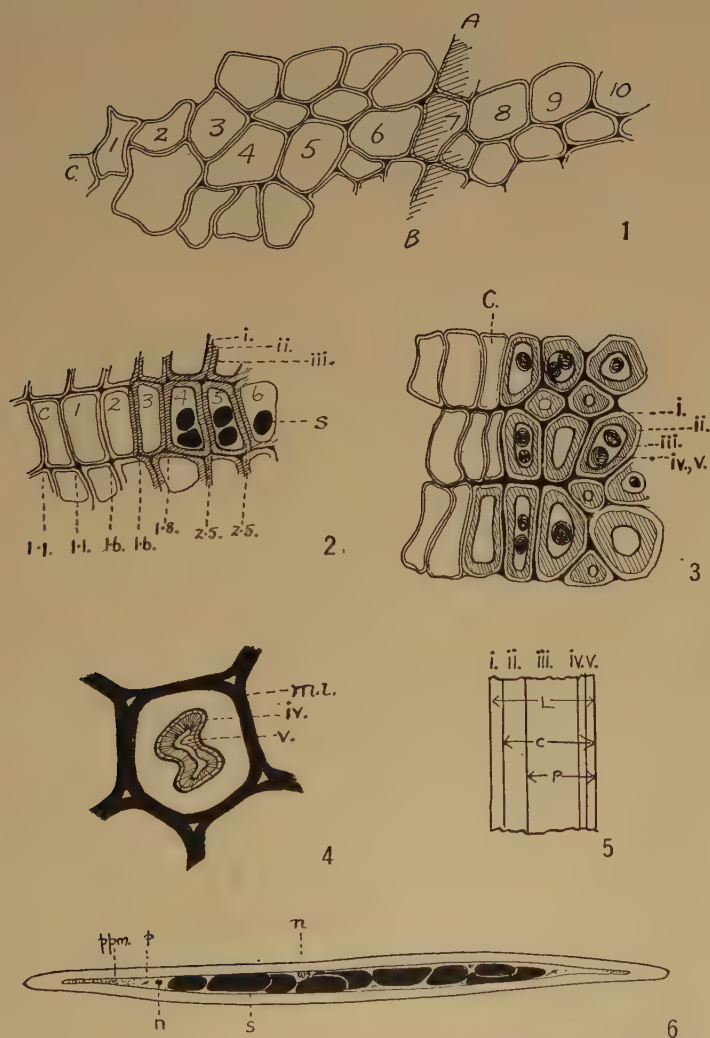 A
1 2 3 4 5 6 7 8 9 10
C.
B
1
i.
ii.
iii.
C 1 2 3 4 5 6
S
1·1. 1·1. 1·6. 1·6. 1·8. 2·5. 2·5.
2.
C.
i.
ii.
iii.
iv., v.
3
m.l.
iv.
v.
4
i. ii. iii. iv. v.
L
C
P
5
n
ppm. p
n s
6